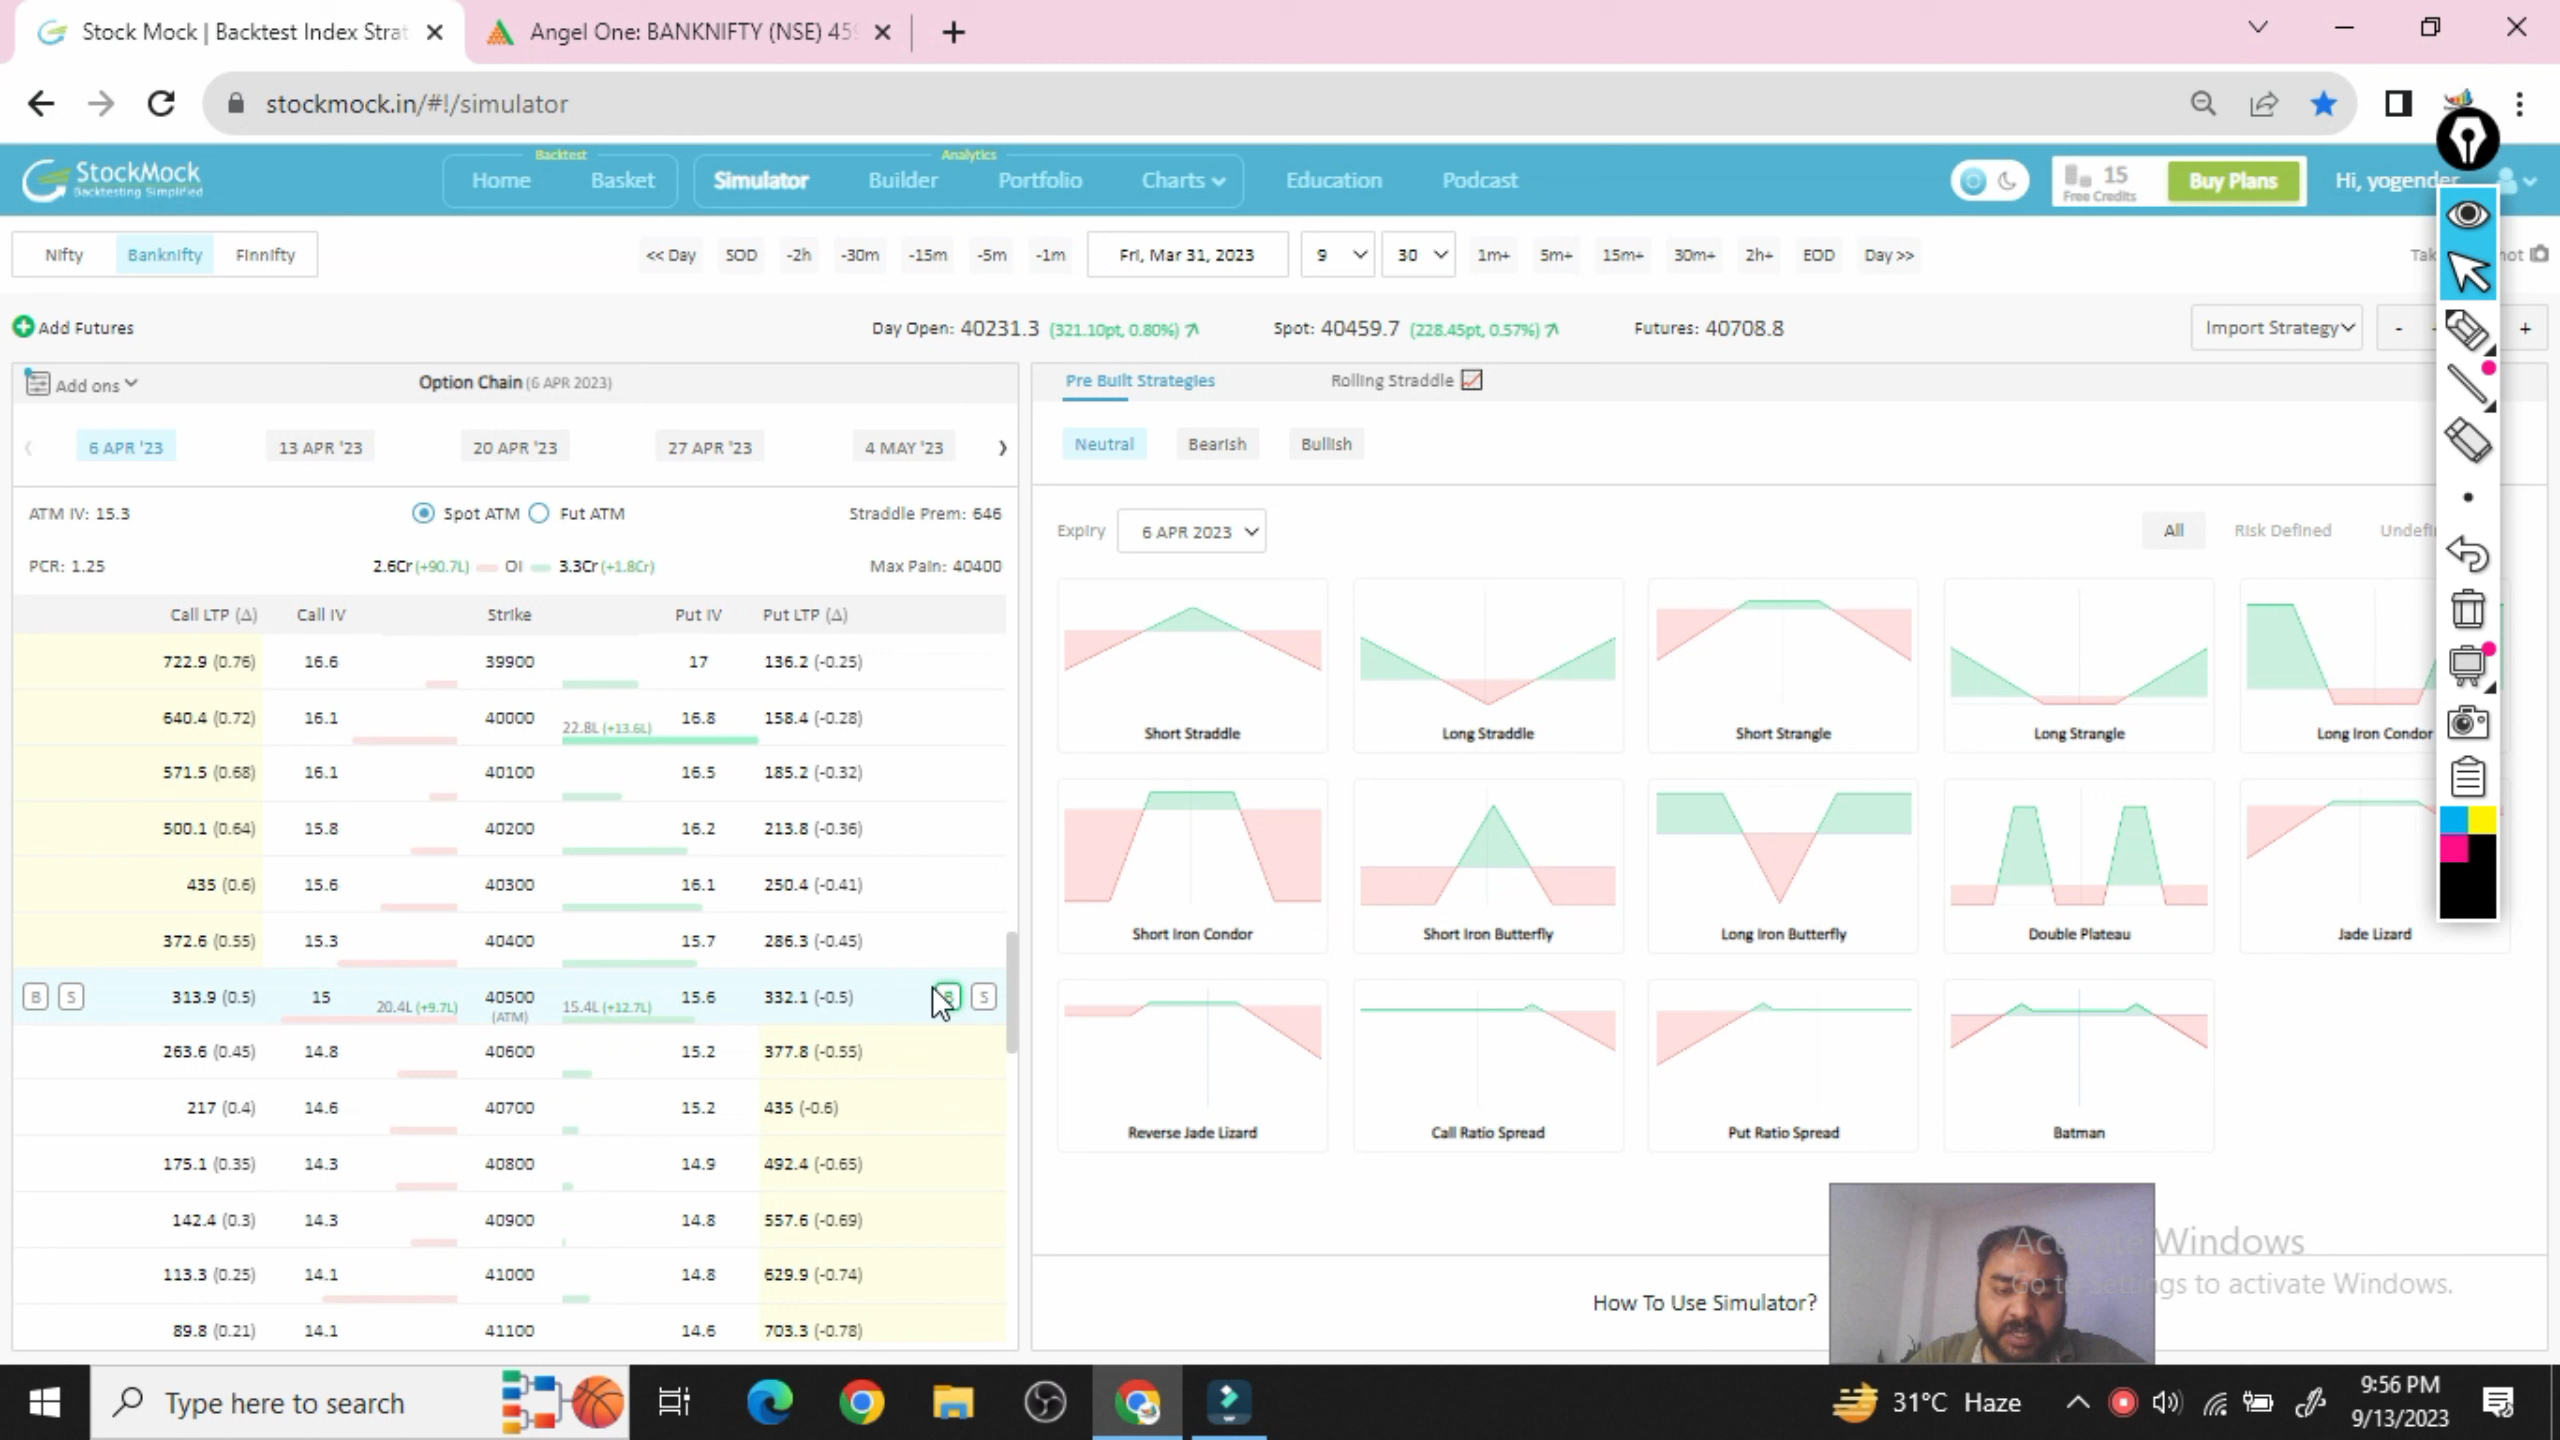 Stock Mock | Backtest Index Strat
Angel One: BANKNIFTY (NSE) 45
stockmock.in/#!/simulator
StockMock
Backtesting Simplified
Backtest
Home
Basket
Analytics
Simulator
Builder
Portfolio
Charts
Education
Podcast
15
Free Credits
Buy Plans
Hi, yogender
Nifty
Banknifty
Finnifty
<< Day
SOD
-2h
-30m
-15m
-5m
-1m
Fri, Mar 31, 2023
9
30
1m+
5m+
15m+
30m+
2h+
EOD
Day >>
Add Futures
Day Open: 40231.3 (321.10pt, 0.80%)
Spot: 40459.7 (228.45pt, 0.57%)
Futures: 40708.8
Import Strategy
-
+
Add ons
Option Chain (6 APR 2023)
Pre Built Strategies
Rolling Straddle
6 APR '23
13 APR '23
20 APR '23
27 APR '23
4 MAY '23
Neutral
Bearish
Bullish
ATM IV: 15.3
Spot ATM
Fut ATM
Straddle Prem: 646
Expiry
6 APR 2023
All
Risk Defined
PCR: 1.25
2.6Cr (+90.7L) OI 3.3Cr (+1.8Cr)
Max Pain: 40400
Call LTP (Δ) Call IV Strike Put IV Put LTP (Δ)
722.9 (0.76) 16.6 39900 17 136.2 (-0.25)
640.4 (0.72) 16.1 40000 22.8L (+13.6L) 16.8 158.4 (-0.28)
571.5 (0.68) 16.1 40100 16.5 185.2 (-0.32)
500.1 (0.64) 15.8 40200 16.2 213.8 (-0.36)
435 (0.6) 15.6 40300 16.1 250.4 (-0.41)
372.6 (0.55) 15.3 40400 15.7 286.3 (-0.45)
B S 313.9 (0.5) 15 20.4L (+9.7L) 40500 15.4L (+12.7L) 15.6 332.1 (-0.5) S
(ATM)
263.6 (0.45) 14.8 40600 15.2 377.8 (-0.55)
217 (0.4) 14.6 40700 15.2 435 (-0.6)
175.1 (0.35) 14.3 40800 14.9 492.4 (-0.65)
142.4 (0.3) 14.3 40900 14.8 557.6 (-0.69)
113.3 (0.25) 14.1 41000 14.8 629.9 (-0.74)
89.8 (0.21) 14.1 41100 14.6 703.3 (-0.78)
Short Straddle
Long Straddle
Short Strangle
Long Strangle
Long Iron Condor
Short Iron Condor
Short Iron Butterfly
Long Iron Butterfly
Double Plateau
Jade Lizard
Reverse Jade Lizard
Call Ratio Spread
Put Ratio Spread
Batman
How To Use Simulator?
Activate Windows
Go to settings to activate Windows.
Type here to search
31°C Haze
9:56 PM
9/13/2023